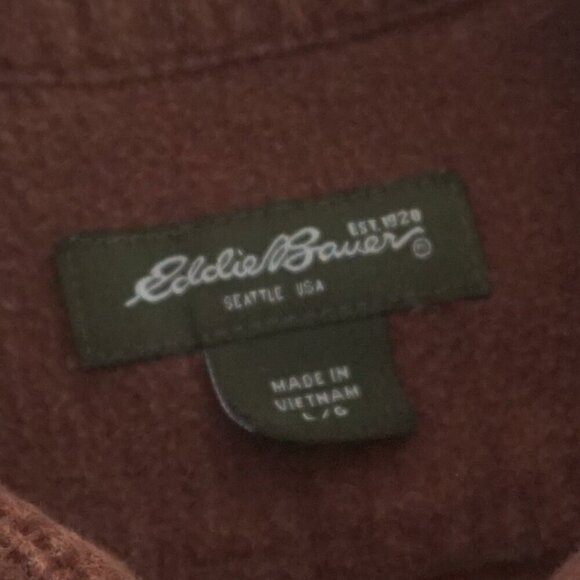 EST. 1920
Eddie Bauer®
SEATTLE USA
MADE IN
VIETNAM
L/G